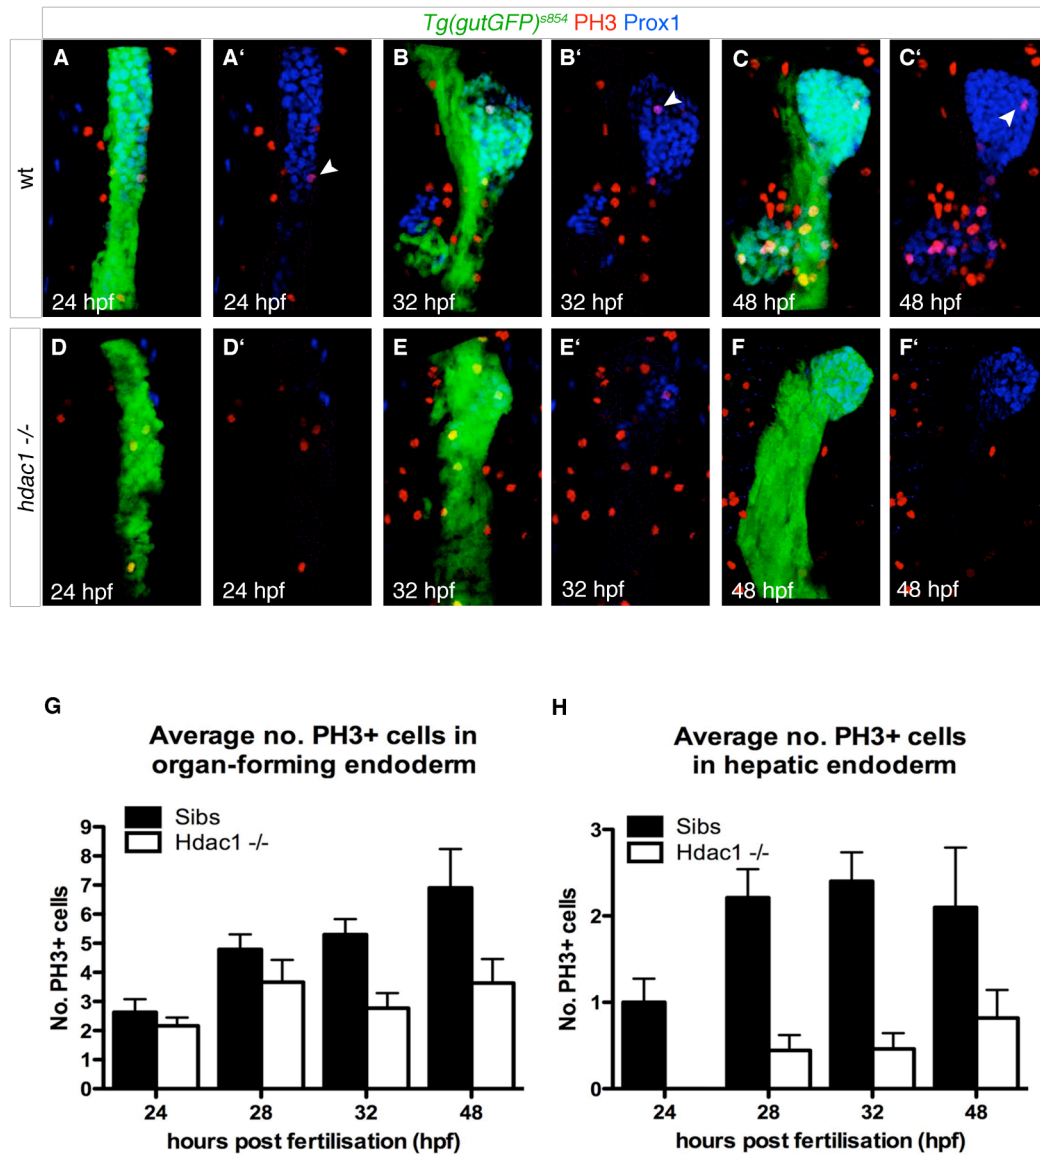 Tg(gutGFP)s854 PH3 Prox1
wt
A
24 hpf
A'
24 hpf
B
32 hpf
B'
32 hpf
C
48 hpf
C'
48 hpf
hdac1 -/-
D
24 hpf
D'
24 hpf
E
32 hpf
E'
32 hpf
F
48 hpf
F'
48 hpf
G
Average no. PH3+ cells in
organ-forming endoderm
Sibs
Hdac1 -/-
No. PH3+ cells
9
8
7
6
5
4
3
2
1
0
24 28 32 48
hours post fertilisation (hpf)
H
Average no. PH3+ cells
in hepatic endoderm
Sibs
Hdac1 -/-
No. PH3+ cells
3
2
1
0
24 28 32 48
hours post fertilisation (hpf)